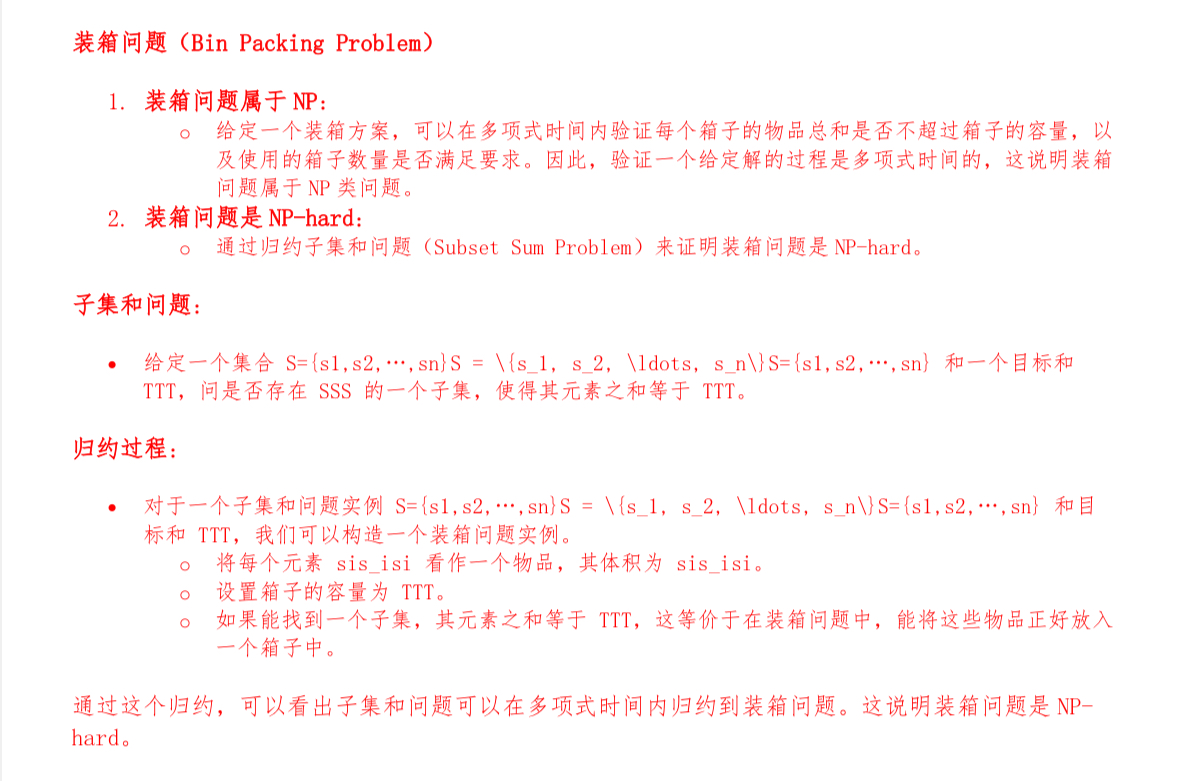 装箱问题（Bin Packing Problem）
1. 装箱问题属于 NP：
o 给定一个装箱方案，可以在多项式时间内验证每个箱子的物品总和是否不超过箱子的容量，以
及使用的箱子数量是否满足要求。因此，验证一个给定解的过程是多项式时间的，这说明装箱
问题属于 NP 类问题。
2. 装箱问题是 NP-hard：
o 通过归约子集和问题（Subset Sum Problem）来证明装箱问题是 NP-hard。
子集和问题：
• 给定一个集合 S={s1,s2,…,sn}S = \{s_1, s_2, \ldots, s_n\}S={s1,s2,…,sn} 和一个目标和
TTT，问是否存在 SSS 的一个子集，使得其元素之和等于 TTT。
归约过程：
• 对于一个子集和问题实例 S={s1,s2,…,sn}S = \{s_1, s_2, \ldots, s_n\}S={s1,s2,…,sn} 和目
标和 TTT，我们可以构造一个装箱问题实例。
o 将每个元素 sis_isi 看作一个物品，其体积为 sis_isi。
o 设置箱子的容量为 TTT。
o 如果能找到一个子集，其元素之和等于 TTT，这等价于在装箱问题中，能将这些物品正好放入
一个箱子中。
通过这个归约，可以看出子集和问题可以在多项式时间内归约到装箱问题。这说明装箱问题是 NP-
hard。